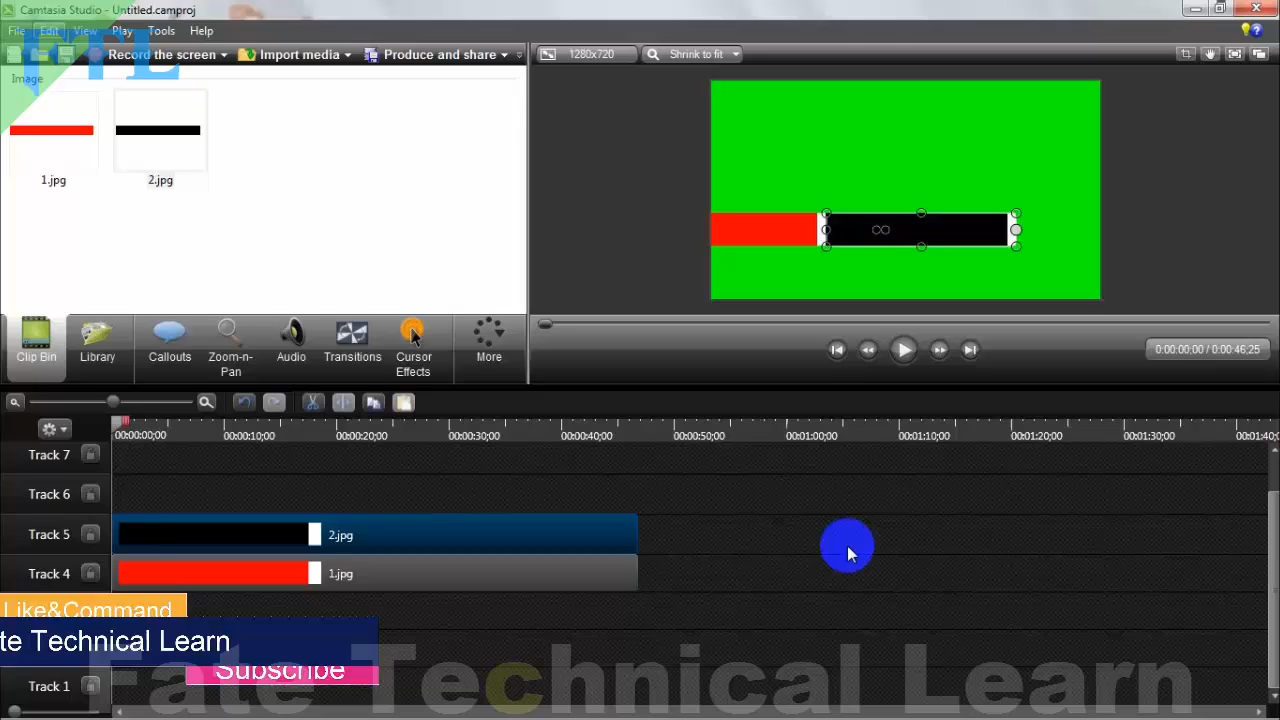 Camtasia Studio - Untitled.camproj
File Edit View Play Tools Help
FTL
Record the screen Import media Produce and share
1280x720 Shrink to fit
Image
1.jpg 2.jpg
Clip Bin Library Callouts Zoom-n-Pan Audio Transitions Cursor Effects More
0:00:00;00 / 0:00:46;25
00:00:00;00 00:00:10;00 00:00:20;00 00:00:30;00 00:00:40;00 00:00:50;00 00:01:00;00 00:01:10;00 00:01:20;00 00:01:30;00 00:01:40;0
Track 7
Track 6
Track 5 2.jpg
Track 4 1.jpg
Like&Command
te Technical Learn
Subscribe
Track 1
Fate Technical Learn